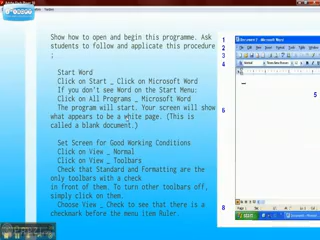 Show how to open and begin this programme. Ask
students to follow and applicate this procedure
;
Start Word
Click on Start _ Click on Microsoft Word
If you don't see Word on the Start Menu:
Click on All Programs _ Microsoft Word
The program will start. Your screen will show
what appears to be a white page. (This is
called a blank document.)
Set Screen for Good Working Conditions
Click on View _ Normal
Click on View _ Toolbars
Check that Standard and Formatting are the
only toolbars with a check
in front of them. To turn other toolbars off,
simply click on them.
Choose View _ Check to see that there is a
checkmark before the menu item Ruler.
1
2
3
4
5
6
8